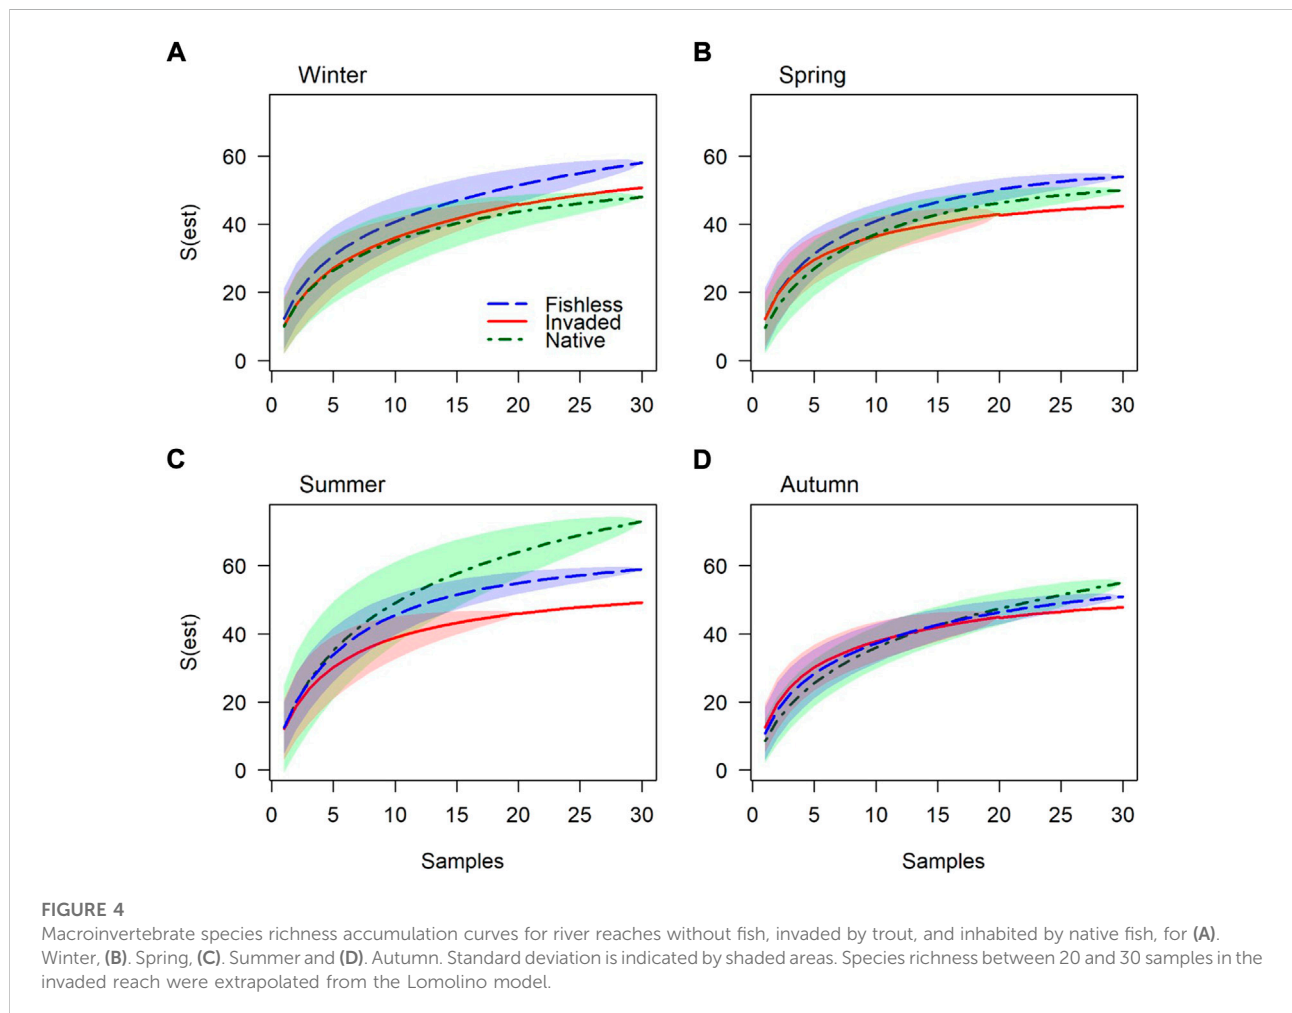 A
B
Winter
Spring
S(est)
60
40
20
0
Fishless
Invaded
Native
0 5 10 15 20 25 30
60
40
20
0
0 5 10 15 20 25 30
C
D
Summer
Autumn
S(est)
60
40
20
0
0 5 10 15 20 25 30
60
40
20
0
0 5 10 15 20 25 30
Samples
Samples
FIGURE 4
Macroinvertebrate species richness accumulation curves for river reaches without fish, invaded by trout, and inhabited by native fish, for (A).
Winter, (B). Spring, (C). Summer and (D). Autumn. Standard deviation is indicated by shaded areas. Species richness between 20 and 30 samples in the
invaded reach were extrapolated from the Lomolino model.